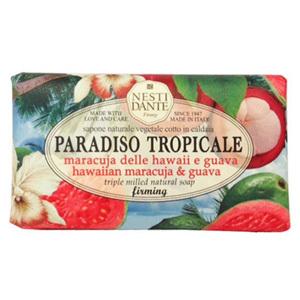 NESTI
DANTE
Firenze
MADE WITH
LOVE AND CARE
SINCE 1947
MADE IN ITALY
sapone naturale vegetale cotto in caldaia
PARADISO TROPICALE
maracuja delle hawaii e guava
hawaiian maracuja & guava
triple milled natural soap
firming